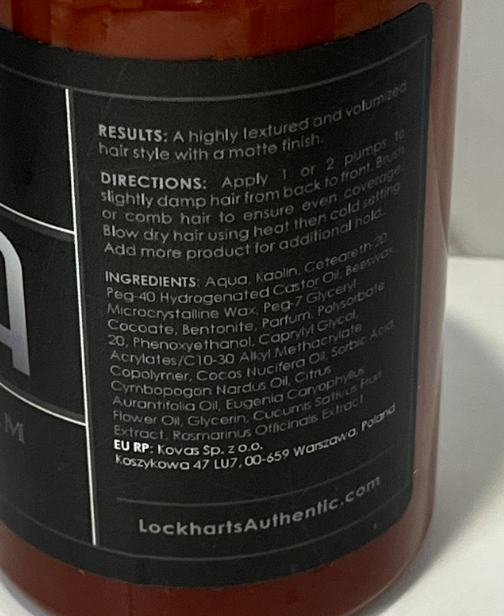 RESULTS: A highly textured and volumized
hair style with a matte finish.
DIRECTIONS: Apply 1 or 2 pumps to
slightly damp hair from back to front. Brush
or comb hair to ensure even coverage.
Blow dry hair using heat then cold setting
Add more product for additional hold.
INGREDIENTS: Aqua, Kaolin, Ceteareth-20,
Peg-40 Hydrogenated Castor Oil, Beeswax,
Microcrystalline Wax, Peg-7 Glyceryl
Cocoate, Bentonite, Parfum, Polysorbate
20, Phenoxyethanol, Caprylyl Glycol,
Acrylates/C10-30 Alkyl Methacrylate
Copolymer, Cocos Nucifera Oil, Sorbic Acid
Cymbopogon Nardus Oil, Citrus
Aurantifolia Oil, Eugenia Caryophyllus
Flower Oil, Glycerin, Cucumis Sativus Fruit
Extract, Rosmarinus Officinalis Extract
EU RP: Kovas Sp. z o.o.
Koszykowa 47 LU7, 00-659 Warszawa, Poland
LockhartsAuthentic.com
A
M